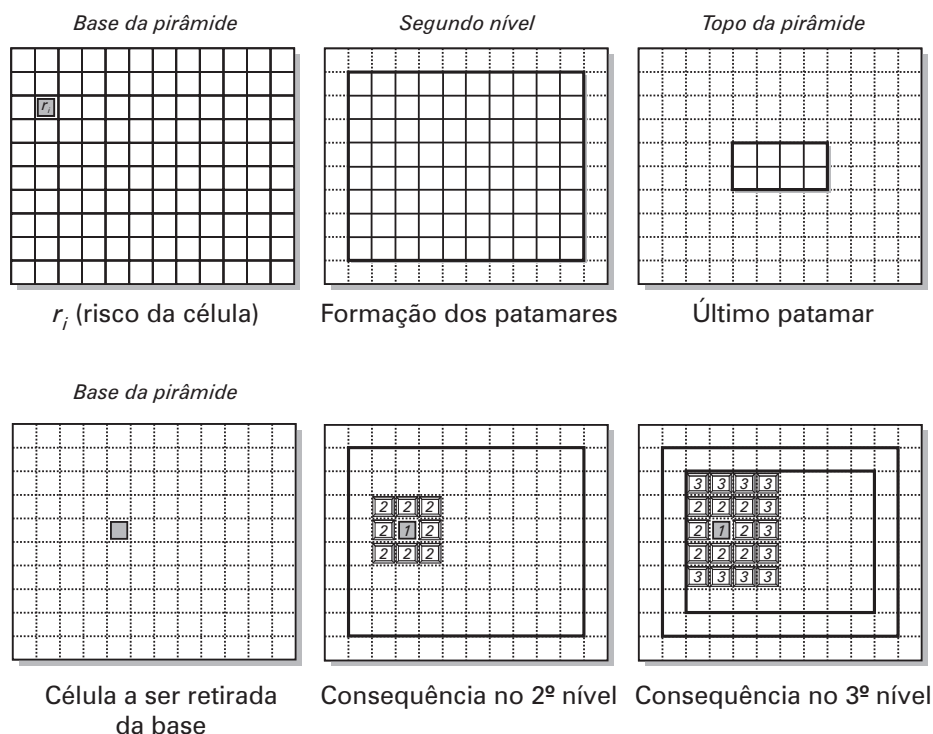 Base da pirâmide
Segundo nível
Topo da pirâmide
r_i
r_i (risco da célula)
Formação dos patamares
Último patamar
Base da pirâmide
2 2 2
2 1 2
2 2 2
3 3 3 3
2 2 2 3
2 1 2 3
2 2 2 3
3 3 3 3
Célula a ser retirada
da base
Consequência no 2º nível
Consequência no 3º nível